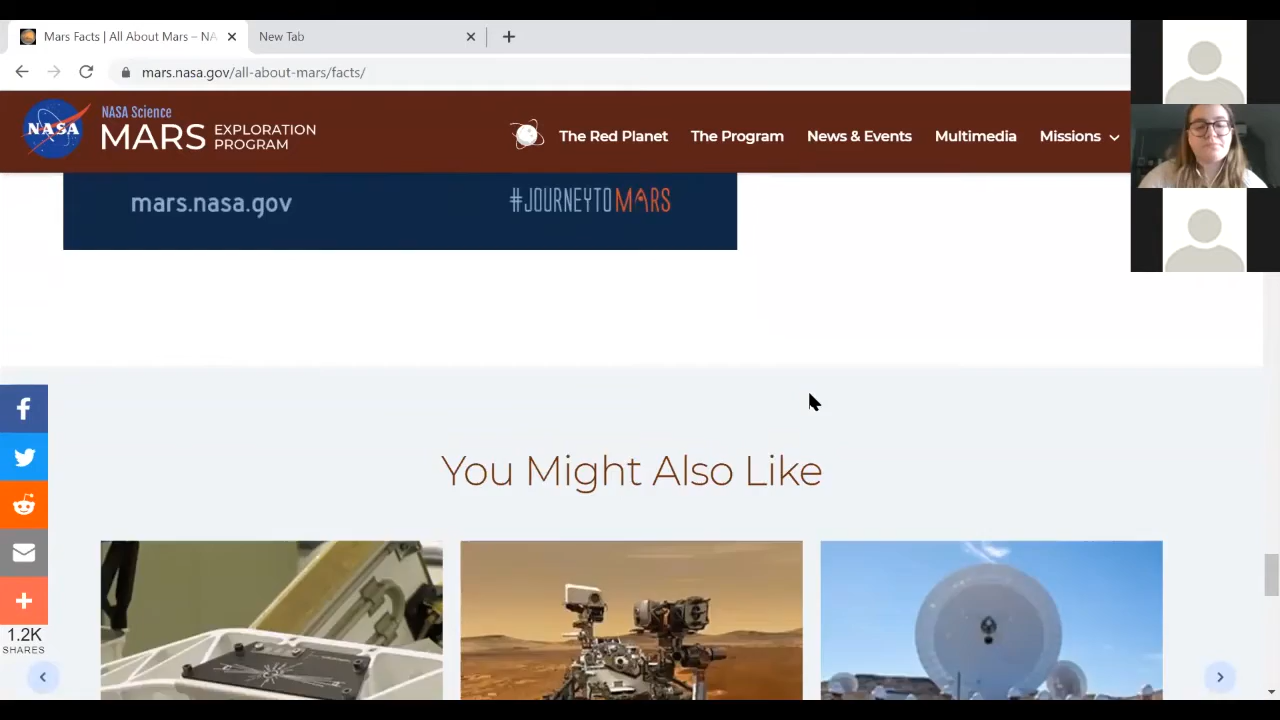 Mars Facts | All About Mars – NA
New Tab
mars.nasa.gov/all-about-mars/facts/
NASA
NASA Science
MARS EXPLORATION PROGRAM
The Red Planet
The Program
News & Events
Multimedia
Missions
mars.nasa.gov
#JOURNEYTOMARS
You Might Also Like
1.2K
SHARES